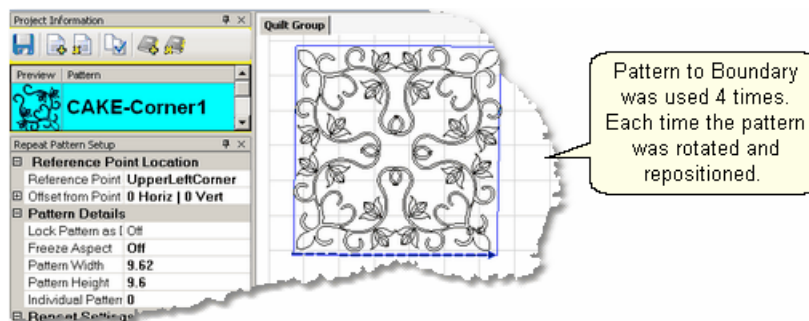 Project Information
Quilt Group
Preview Pattern
CAKE-Corner1
Repeat Pattern Setup
Reference Point Location
Reference Point UpperLeftCorner
Offset from Point 0 Horiz | 0 Vert
Pattern Details
Lock Pattern as Off
Freeze Aspect Off
Pattern Width 9.62
Pattern Height 9.6
Individual Patter 0
Repeat Settings
Pattern to Boundary
was used 4 times.
Each time the pattern
was rotated and
repositioned.